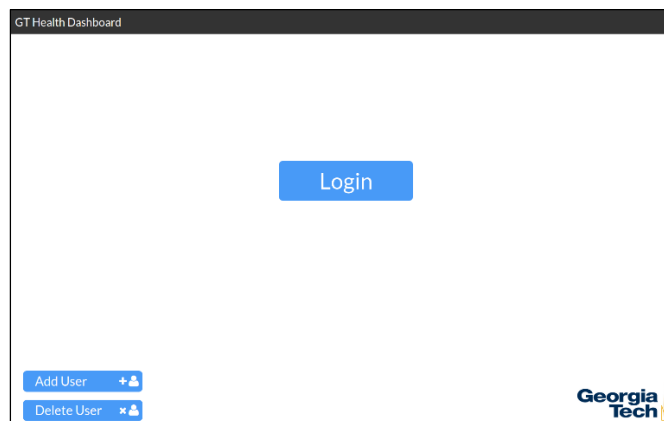 GT Health Dashboard
Login
Add User
Delete User
Georgia
Tech